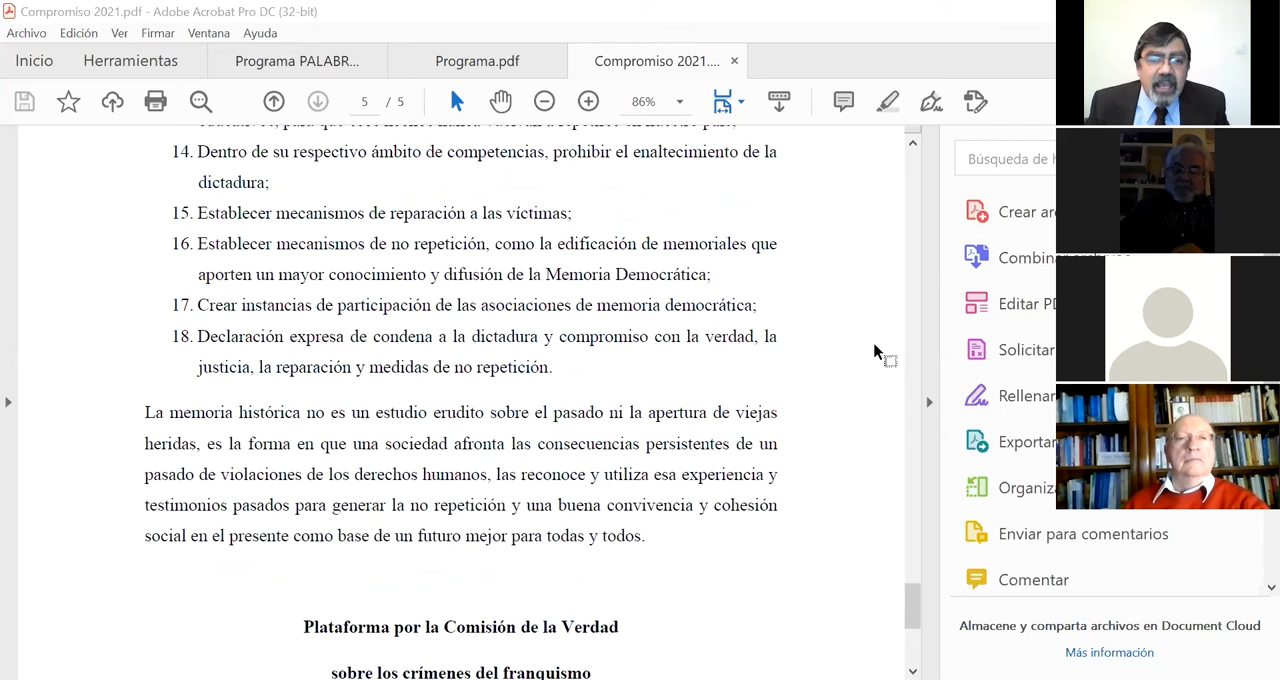 Compromiso 2021.pdf - Adobe Acrobat Pro DC (32-bit)
Archivo Edición Ver Firmar Ventana Ayuda
Inicio Herramientas Programa PALABR... Programa.pdf Compromiso 2021.... ×
5 / 5 86%
14. Dentro de su respectivo ámbito de competencias, prohibir el enaltecimiento de la
dictadura;
15. Establecer mecanismos de reparación a las víctimas;
16. Establecer mecanismos de no repetición, como la edificación de memoriales que
aporten un mayor conocimiento y difusión de la Memoria Democrática;
17. Crear instancias de participación de las asociaciones de memoria democrática;
18. Declaración expresa de condena a la dictadura y compromiso con la verdad, la
justicia, la reparación y medidas de no repetición.
La memoria histórica no es un estudio erudito sobre el pasado ni la apertura de viejas
heridas, es la forma en que una sociedad afronta las consecuencias persistentes de un
pasado de violaciones de los derechos humanos, las reconoce y utiliza esa experiencia y
testimonios pasados para generar la no repetición y una buena convivencia y cohesión
social en el presente como base de un futuro mejor para todas y todos.
Plataforma por la Comisión de la Verdad
sobre los crímenes del franquismo
Búsqueda de
Crear
Editar
Solicitar
Enviar para comentarios
Comentar
Almacene y comparta archivos en Document Cloud
Más información